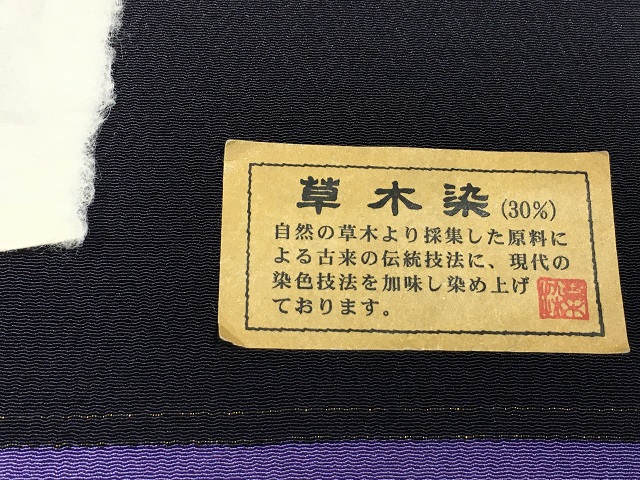 草木染(30%)
自然の草木より採集した原料に
よる古来の伝統技法に、現代の
染色技法を加味し染め上げ
ております。